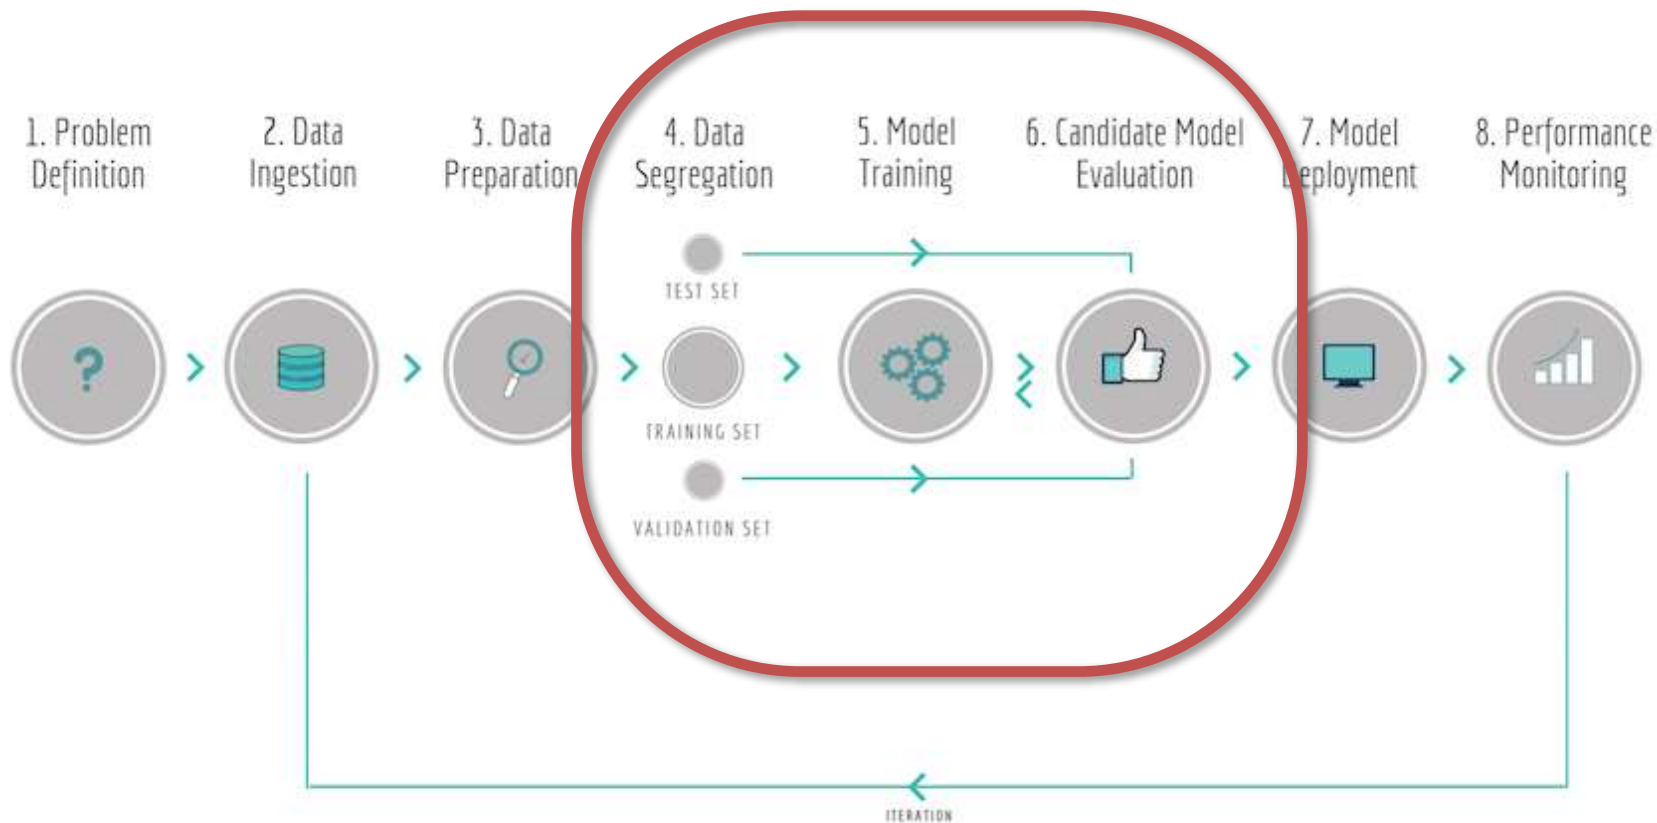 1. Problem
Definition
2. Data
Ingestion
3. Data
Preparation
4. Data
Segregation
5. Model
Training
6. Candidate Model
Evaluation
7. Model
Deployment
8. Performance
Monitoring
TEST SET
TRAINING SET
VALIDATION SET
ITERATION